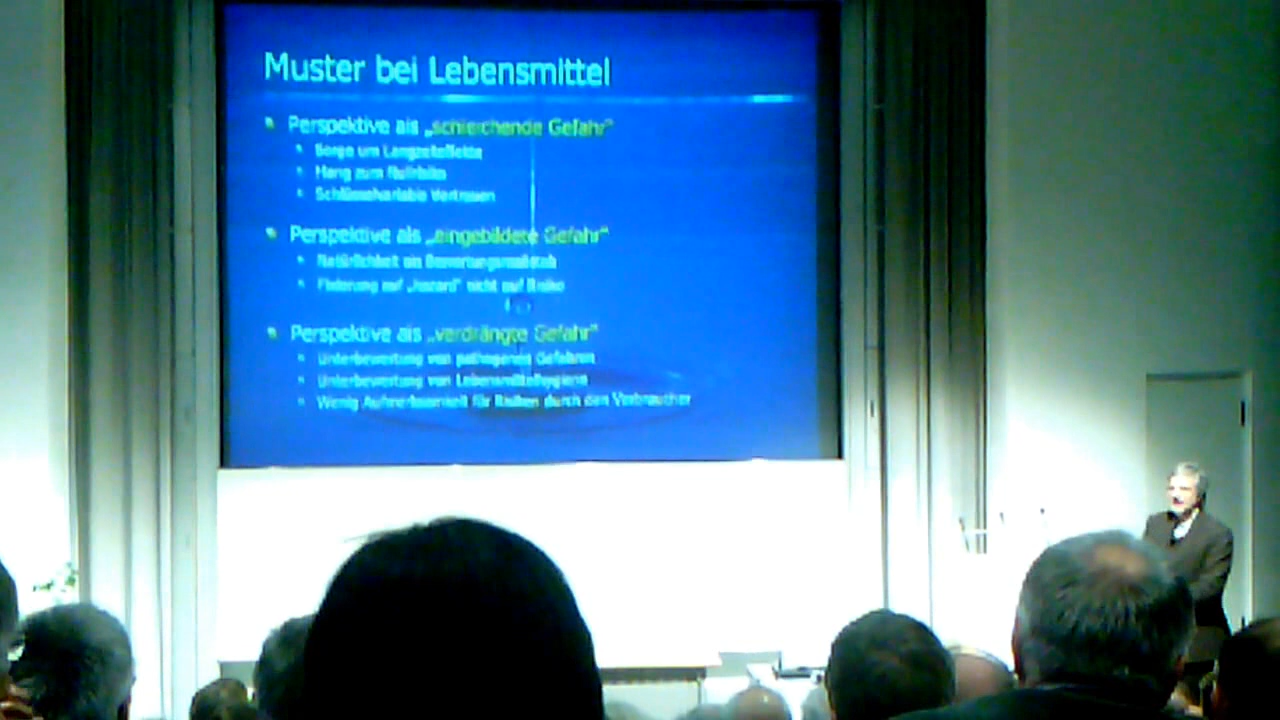 Muster bei Lebensmittel
Perspektive als „schleichende Gefahr"
Sorge um Langzeiteffekte
Hang zum Nullrisiko
Schlüsselvariable Vertrauen
Perspektive als „eingebildete Gefahr"
Natürlichkeit als Bewertungsmaßstab
Fixierung auf „hazard" nicht auf Risiko
Perspektive als „verdrängte Gefahr"
Unterbewertung von pathogenen Gefahren
Unterbewertung von Lebensmittelhygiene
Wenig Aufmerksamkeit für Risiken durch den Verbraucher